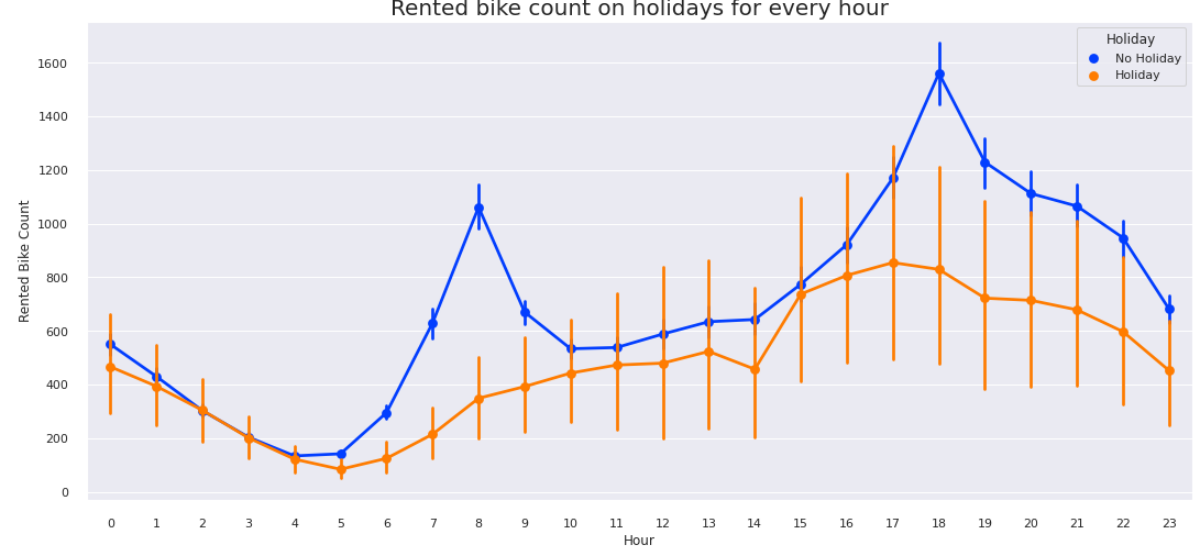 Rented bike count on holidays for every hour
Holiday
No Holiday
Holiday
Rented Bike Count
1600
1400
1200
1000
800
600
400
200
0
0 1 2 3 4 5 6 7 8 9 10 11 12 13 14 15 16 17 18 19 20 21 22 23
Hour